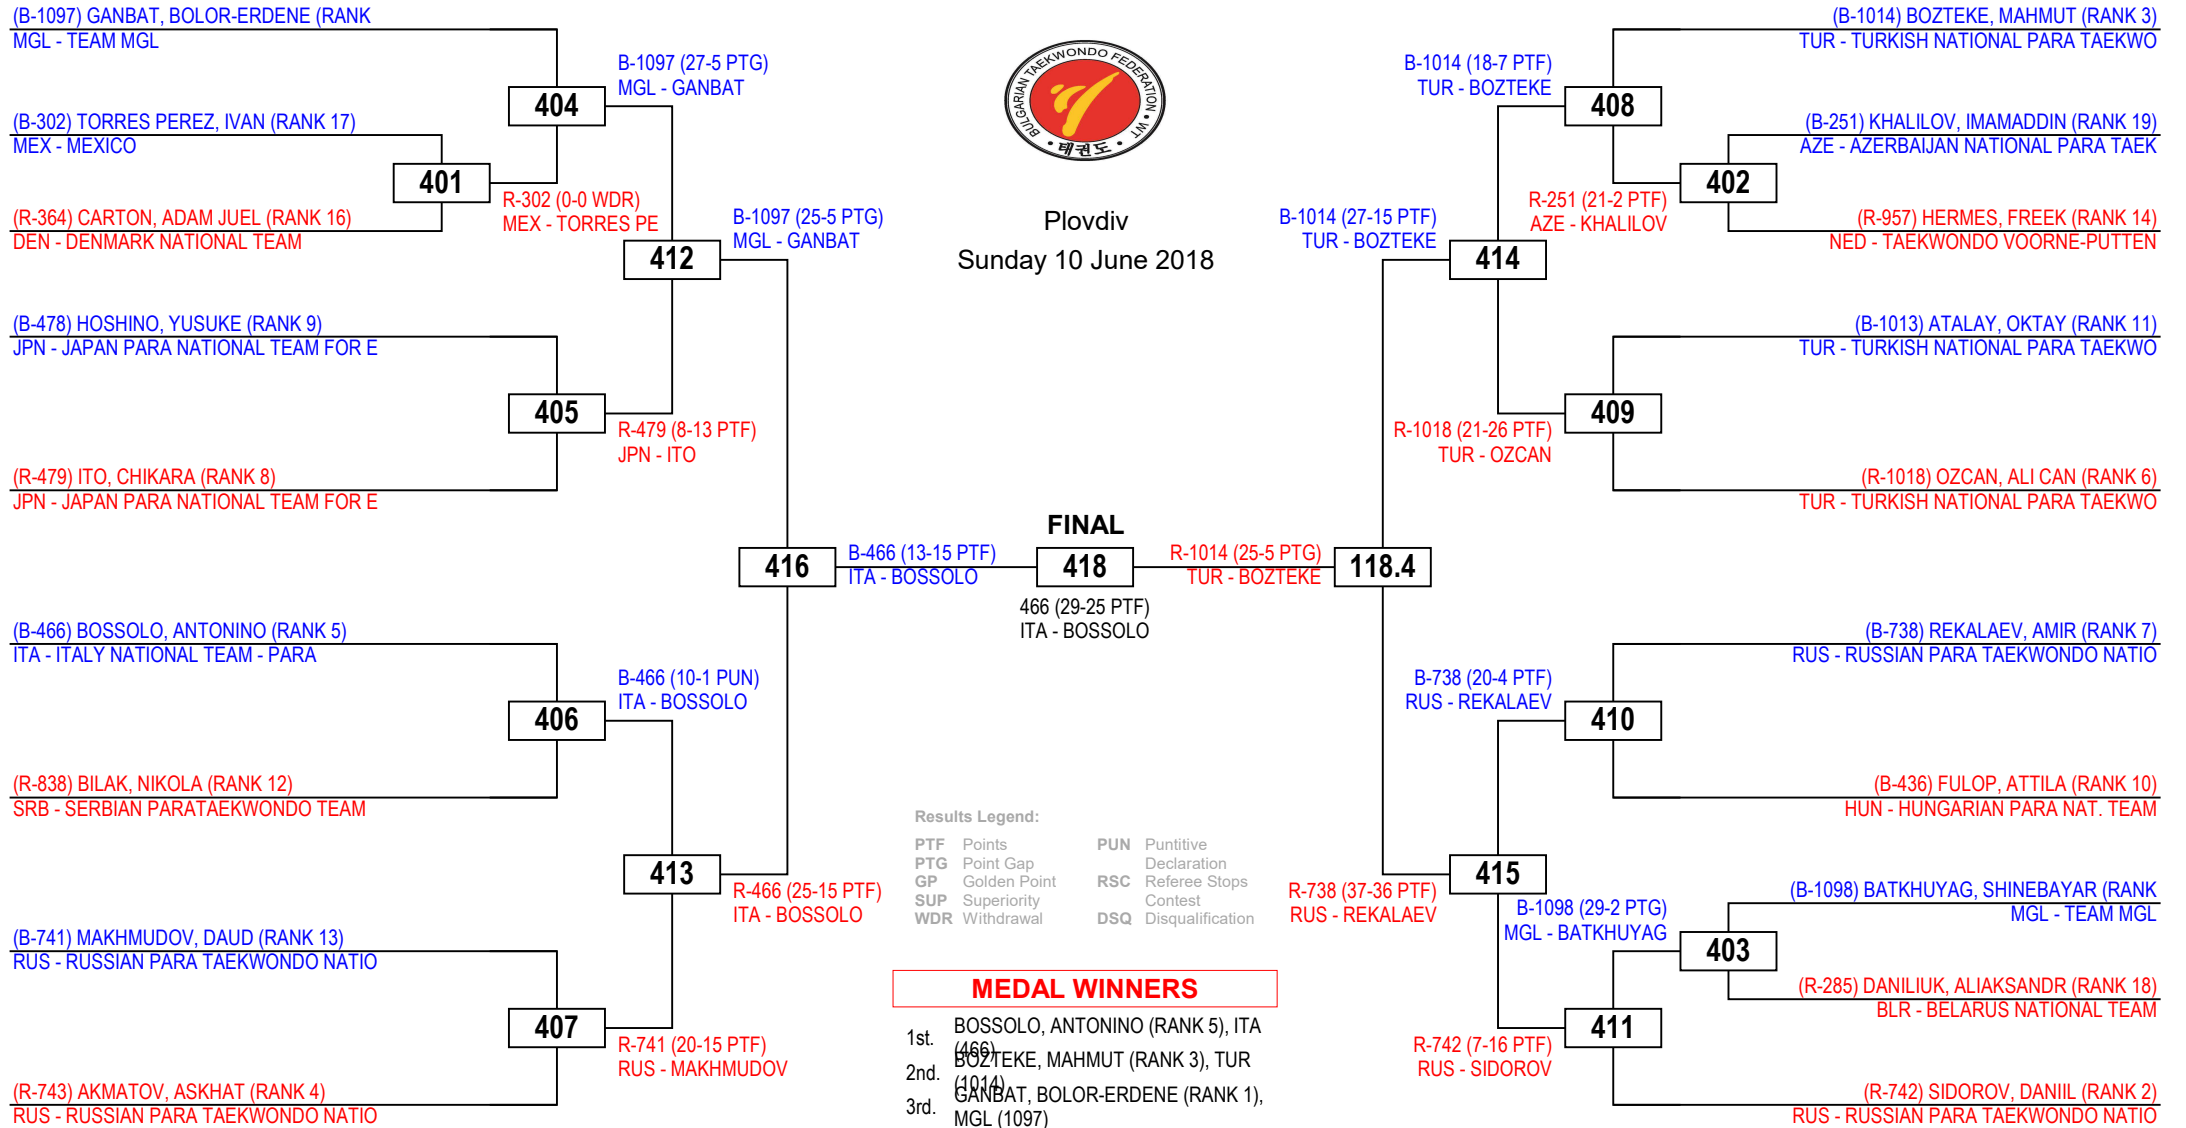 (B-1097) GANBAT, BOLOR-ERDENE (RANK
MGL - TEAM MGL
(B-302) TORRES PEREZ, IVAN (RANK 17)
MEX - MEXICO
(R-364) CARTON, ADAM JUEL (RANK 16)
DEN - DENMARK NATIONAL TEAM
(B-478) HOSHINO, YUSUKE (RANK 9)
JPN - JAPAN PARA NATIONAL TEAM FOR E
(R-479) ITO, CHIKARA (RANK 8)
JPN - JAPAN PARA NATIONAL TEAM FOR E
(B-466) BOSSOLO, ANTONINO (RANK 5)
ITA - ITALY NATIONAL TEAM - PARA
(R-838) BILAK, NIKOLA (RANK 12)
SRB - SERBIAN PARATAEKWONDO TEAM
(B-741) MAKHMUDOV, DAUD (RANK 13)
RUS - RUSSIAN PARA TAEKWONDO NATIO
(R-743) AKMATOV, ASKHAT (RANK 4)
RUS - RUSSIAN PARA TAEKWONDO NATIO
401
R-302 (0-0 WDR)
MEX - TORRES PE
404
B-1097 (27-5 PTG)
MGL - GANBAT
405
R-479 (8-13 PTF)
JPN - ITO
406
B-466 (10-1 PUN)
ITA - BOSSOLO
407
R-741 (20-15 PTF)
RUS - MAKHMUDOV
412
B-1097 (25-5 PTG)
MGL - GANBAT
413
R-466 (25-15 PTF)
ITA - BOSSOLO
416
B-466 (13-15 PTF)
ITA - BOSSOLO
BULGARIAN TAEKWONDO FEDERATION • WT •
태권도
Plovdiv
Sunday 10 June 2018
FINAL
418
466 (29-25 PTF)
ITA - BOSSOLO
R-1014 (25-5 PTG)
TUR - BOZTEKE
118.4
B-1014 (27-15 PTF)
TUR - BOZTEKE
414
R-738 (37-36 PTF)
RUS - REKALAEV
415
B-1014 (18-7 PTF)
TUR - BOZTEKE
408
R-251 (21-2 PTF)
AZE - KHALILOV
402
R-1018 (21-26 PTF)
TUR - OZCAN
409
B-738 (20-4 PTF)
RUS - REKALAEV
410
B-1098 (29-2 PTG)
MGL - BATKHUYAG
403
R-742 (7-16 PTF)
RUS - SIDOROV
411
(B-1014) BOZTEKE, MAHMUT (RANK 3)
TUR - TURKISH NATIONAL PARA TAEKWO
(B-251) KHALILOV, IMAMADDIN (RANK 19)
AZE - AZERBAIJAN NATIONAL PARA TAEK
(R-957) HERMES, FREEK (RANK 14)
NED - TAEKWONDO VOORNE-PUTTEN
(B-1013) ATALAY, OKTAY (RANK 11)
TUR - TURKISH NATIONAL PARA TAEKWO
(R-1018) OZCAN, ALI CAN (RANK 6)
TUR - TURKISH NATIONAL PARA TAEKWO
(B-738) REKALAEV, AMIR (RANK 7)
RUS - RUSSIAN PARA TAEKWONDO NATIO
(B-436) FULOP, ATTILA (RANK 10)
HUN - HUNGARIAN PARA NAT. TEAM
(B-1098) BATKHUYAG, SHINEBAYAR (RANK
MGL - TEAM MGL
(R-285) DANILIUK, ALIAKSANDR (RANK 18)
BLR - BELARUS NATIONAL TEAM
(R-742) SIDOROV, DANIIL (RANK 2)
RUS - RUSSIAN PARA TAEKWONDO NATIO
Results Legend:
PTF Points
PTG Point Gap
GP Golden Point
SUP Superiority
WDR Withdrawal
PUN Puntitive
Declaration
RSC Referee Stops
Contest
DSQ Disqualification
MEDAL WINNERS
1st. BOSSOLO, ANTONINO (RANK 5), ITA
(466)
2nd. BOZTEKE, MAHMUT (RANK 3), TUR
(1014)
3rd. GANBAT, BOLOR-ERDENE (RANK 1),
MGL (1097)